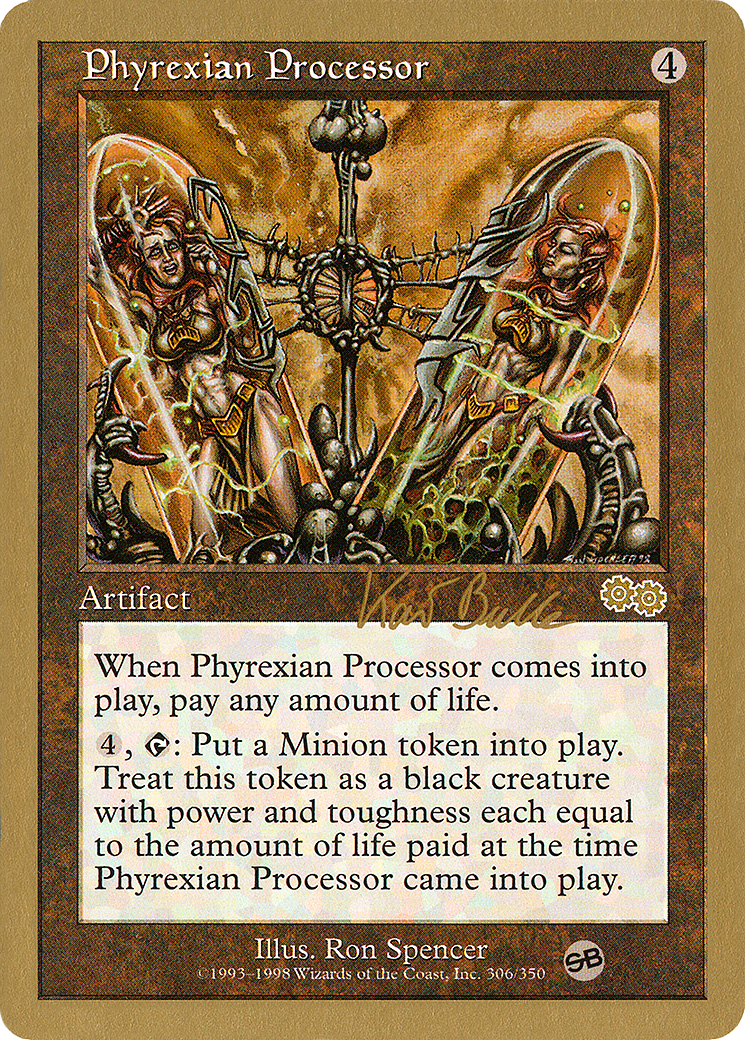 Phyrexian Processor 4
Artifact
When Phyrexian Processor comes into
play, pay any amount of life.
4, : Put a Minion token into play.
Treat this token as a black creature
with power and toughness each equal
to the amount of life paid at the time
Phyrexian Processor came into play.
Illus. Ron Spencer
©1993–1998 Wizards of the Coast, Inc. 306/350
SB